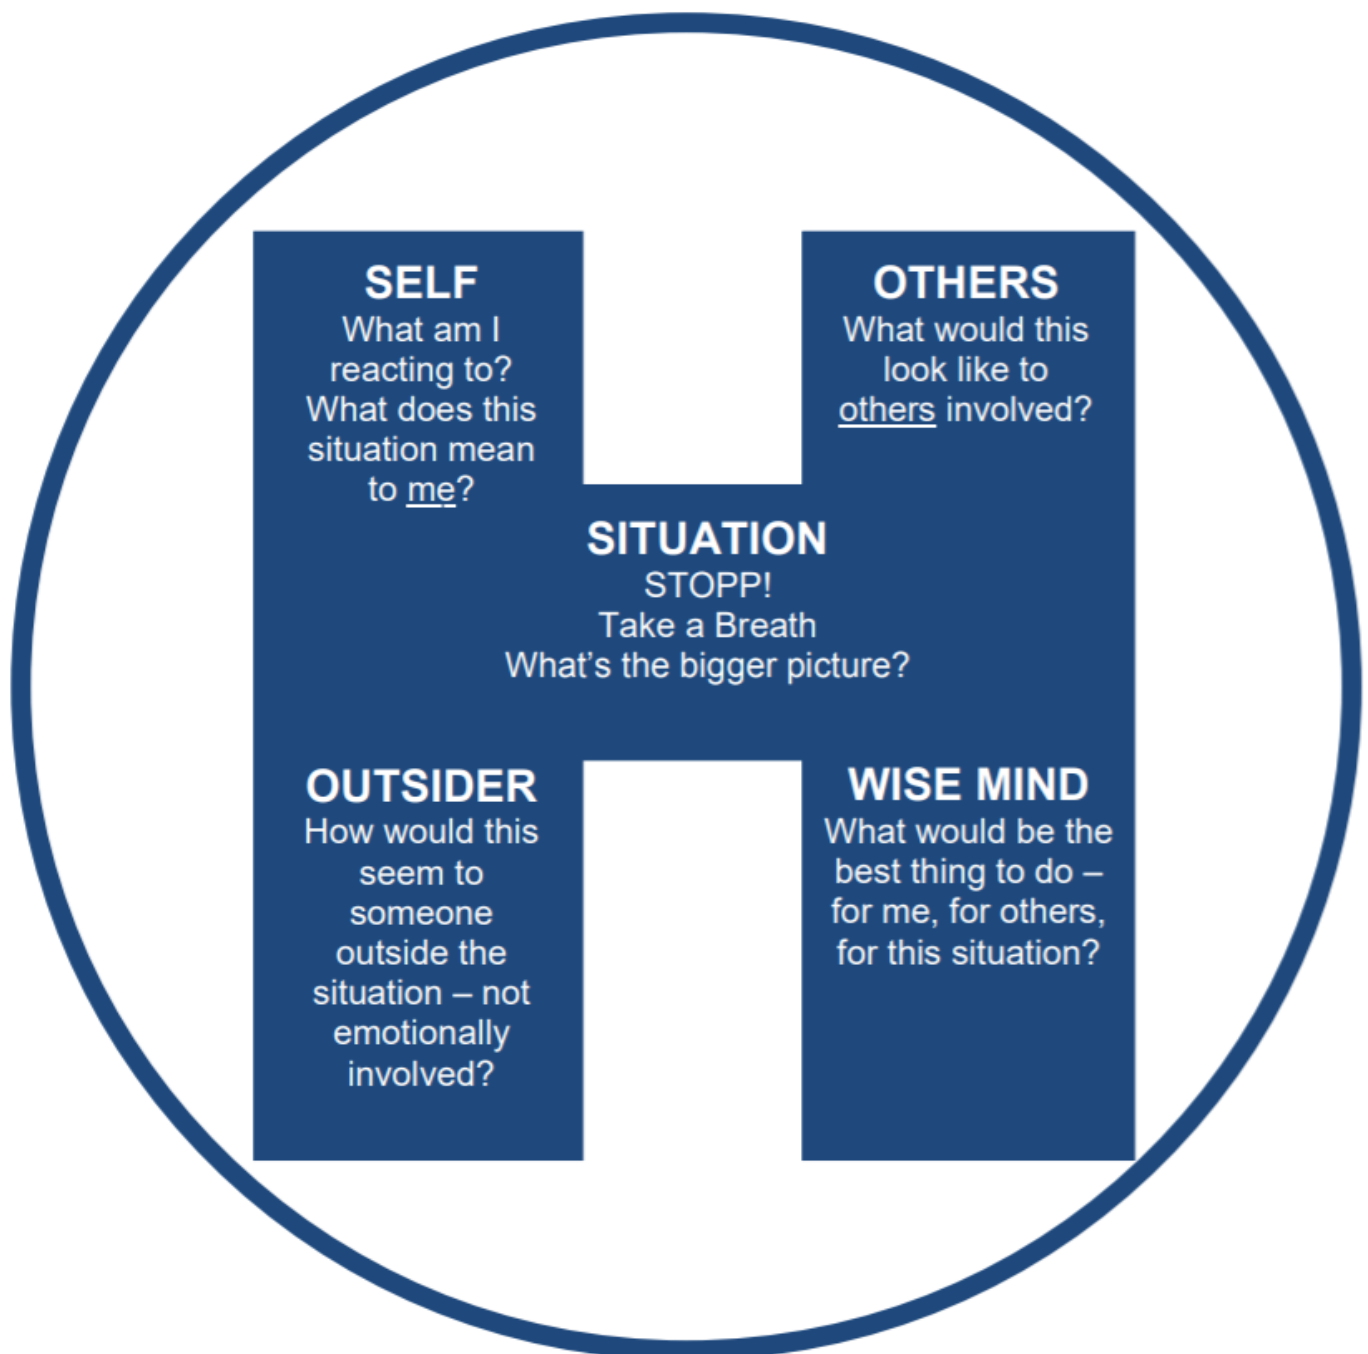 SELF
What am I
reacting to?
What does this
situation mean
to me?
OTHERS
What would this
look like to
others involved?
SITUATION
STOPP!
Take a Breath
What's the bigger picture?
OUTSIDER
How would this
seem to
someone
outside the
situation – not
emotionally
involved?
WISE MIND
What would be the
best thing to do –
for me, for others,
for this situation?